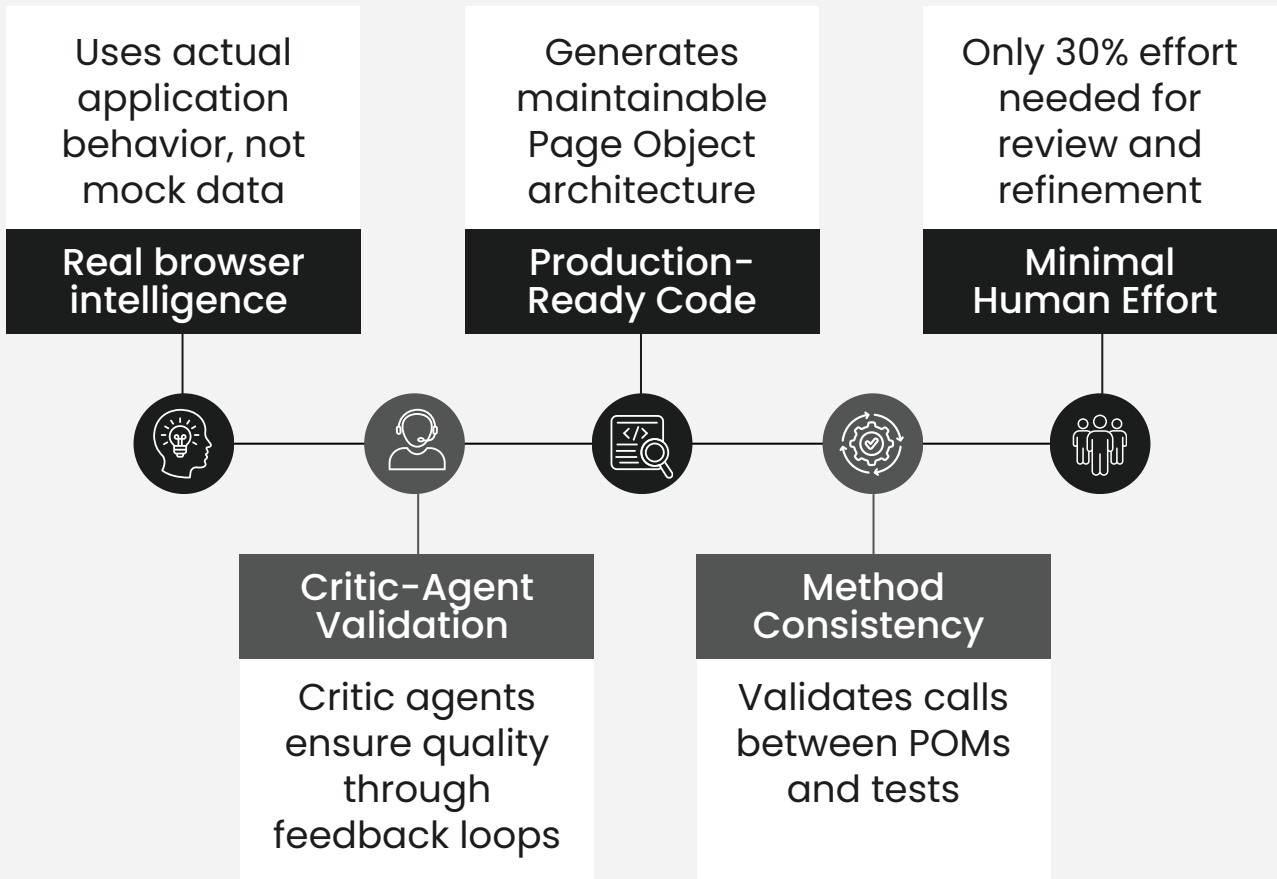 Uses actual
application
behavior, not
mock data
Real browser
intelligence
Generates
maintainable
Page Object
architecture
Production-
Ready Code
Only 30% effort
needed for
review and
refinement
Minimal
Human Effort
</>
Critic-Agent
Validation
Critic agents
ensure quality
through
feedback loops
Method
Consistency
Validates calls
between POMs
and tests